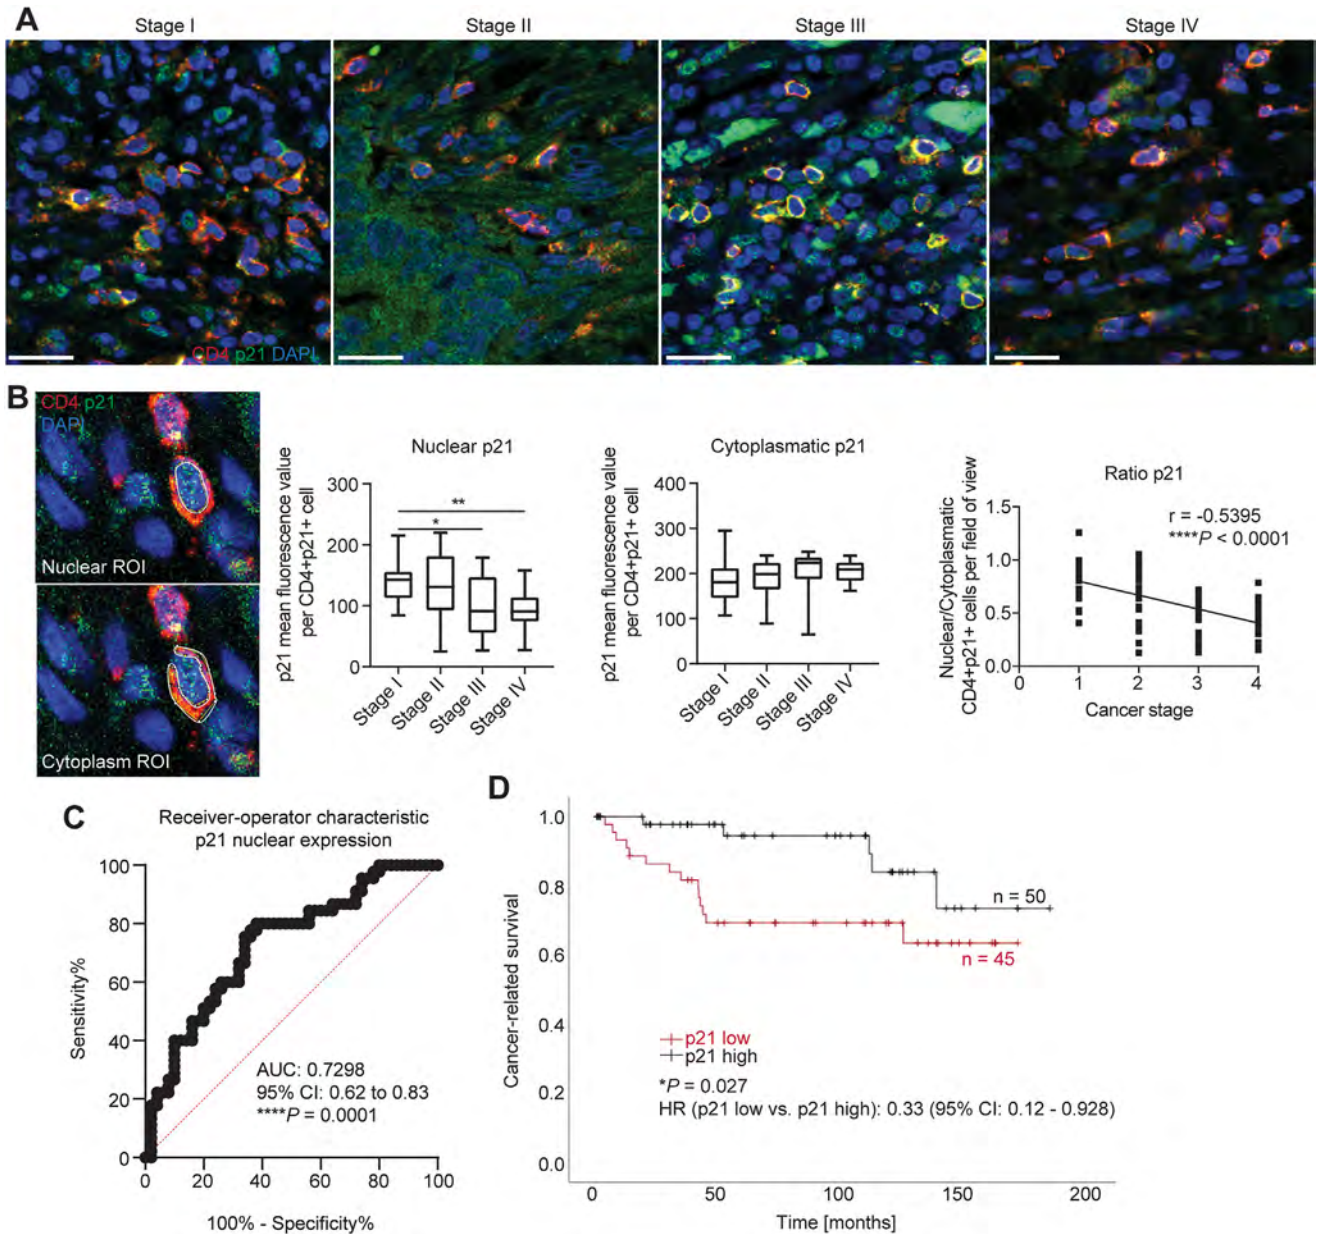 A
Stage I
Stage II
Stage III
Stage IV
CD4 p21 DAPI
B
CD4 p21
DAPI
Nuclear ROI
Cytoplasm ROI
Nuclear p21
p21 mean fluorescence value
per CD4+p21+ cell
300
200
100
0
**
*
Stage I
Stage II
Stage III
Stage IV
Cytoplasmatic p21
p21 mean fluorescence value
per CD4+p21+ cell
400
300
200
100
0
Stage I
Stage II
Stage III
Stage IV
Ratio p21
Nuclear/Cytoplasmatic
CD4+p21+ cells per field of view
r = -0.5395
****P < 0.0001
1.5
1.0
0.5
0.0
0 1 2 3 4
Cancer stage
C
Receiver-operator characteristic
p21 nuclear expression
Sensitivity%
100
80
60
40
20
0
AUC: 0.7298
95% CI: 0.62 to 0.83
****P = 0.0001
0 20 40 60 80 100
100% - Specificity%
D
Cancer-related survival
1.0
0.8
0.6
0.4
0.2
0.0
n = 50
n = 45
p21 low
p21 high
*P = 0.027
HR (p21 low vs. p21 high): 0.33 (95% CI: 0.12 - 0.928)
0 50 100 150 200
Time [months]